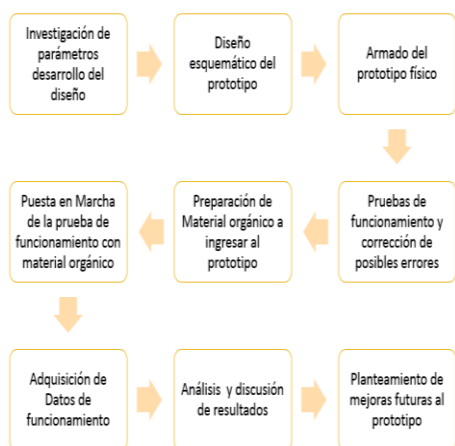 Investigación de
parámetros
desarrollo del
diseño
Diseño
esquemático del
prototipo
Armado del
prototipo físico
Pruebas de
funcionamiento y
corrección de
posibles errores
Preparación de
Material orgánico a
ingresar al
prototipo
Puesta en Marcha
de la prueba de
funcionamiento con
material orgánico
Adquisición de
Datos de
funcionamiento
Análisis y discusión
de resultados
Planteamiento de
mejoras futuras al
prototipo